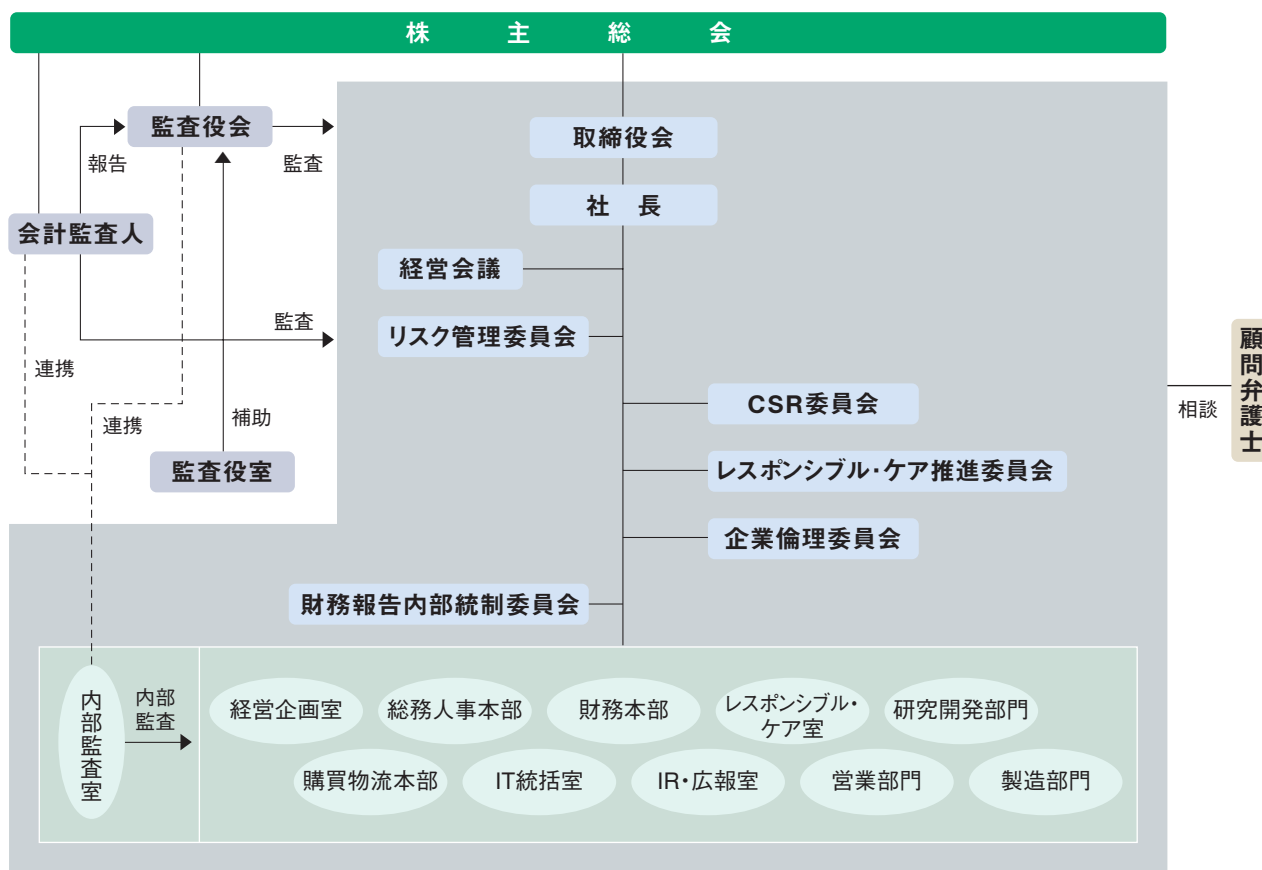 株主総会
監査役会
報告
監査
会計監査人
監査
連携
連携
補助
監査役室
取締役会
社長
経営会議
リスク管理委員会
CSR委員会
レスポンシブル・ケア推進委員会
企業倫理委員会
財務報告内部統制委員会
相談
顧問弁護士
内部監査室
内部
監査
経営企画室
総務人事本部
財務本部
レスポンシブル・
ケア室
研究開発部門
購買物流本部
IT統括室
IR・広報室
営業部門
製造部門